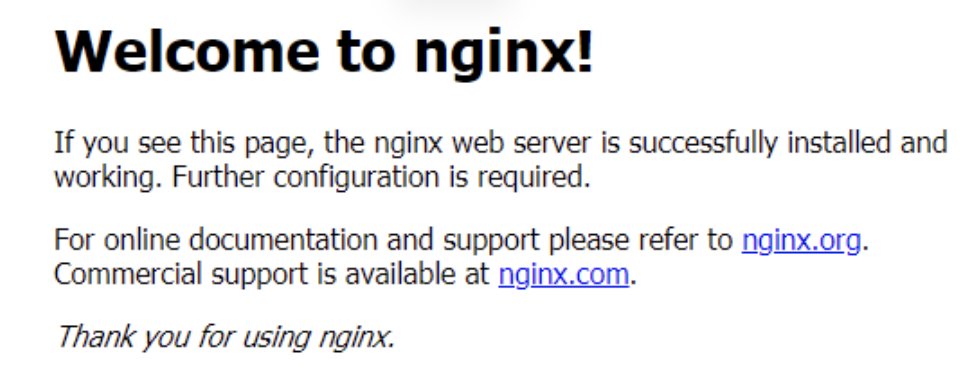 Welcome to nginx!
If you see this page, the nginx web server is successfully installed and
working. Further configuration is required.
For online documentation and support please refer to nginx.org.
Commercial support is available at nginx.com.
Thank you for using nginx.